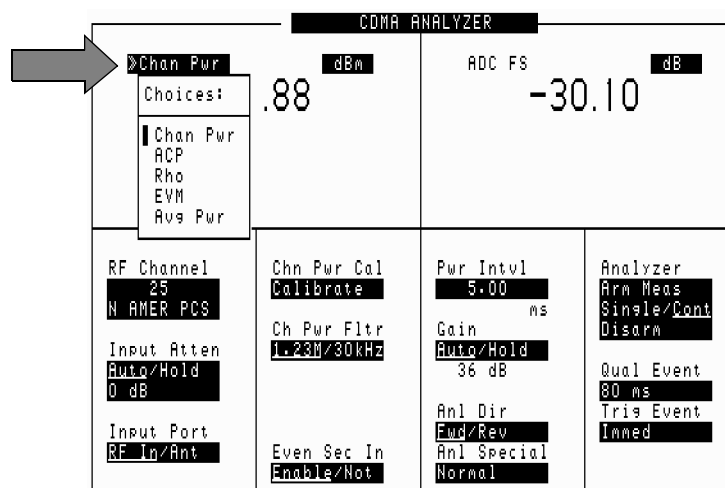 CDMA ANALYZER
»Chan Pwr
dBm
.88
ADC FS
dB
-30.10
Choices:
Chan Pwr
ACP
Rho
EVM
Avg Pwr
RF Channel
25
N AMER PCS
Input Atten
Auto/Hold
0 dB
Input Port
RF In/Ant
Chn Pwr Cal
Calibrate
Ch Pwr Fltr
1.23M/30kHz
Even Sec In
Enable/Not
Pwr Intvl
5.00
ms
Gain
Auto/Hold
36 dB
Anl Dir
Fwd/Rev
Anl Special
Normal
Analyzer
Arm Meas
Single/Cont
Disarm
Qual Event
80 ms
Trig Event
Immed